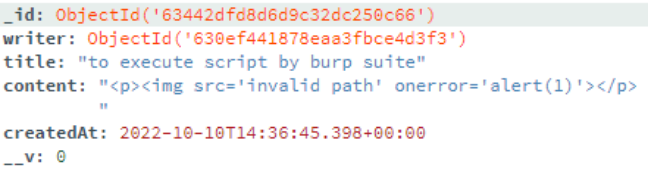 _id: ObjectId('63442dfd8d6d9c32dc250c66')
writer: ObjectId('630ef441878eaa3fbce4d3f3')
title: "to execute script by burp suite"
content: "<p><img src='invalid path' onerror='alert(1)'></p>
"
createdAt: 2022-10-10T14:36:45.398+00:00
__v: 0